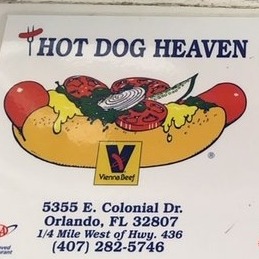 HOT DOG HEAVEN
V
Vienna Beef
®
5355 E. Colonial Dr.
Orlando, FL 32807
1/4 Mile West of Hwy. 436
(407) 282-5746